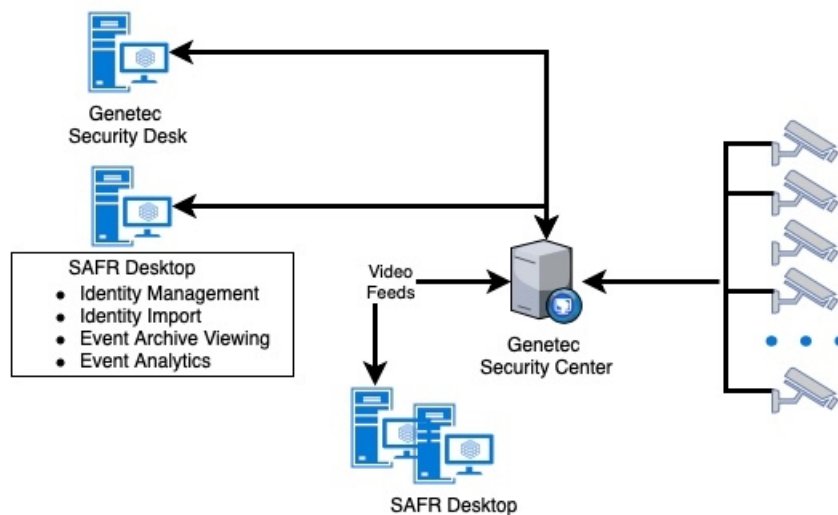 Genetec
Security Desk
SAFR Desktop
• Identity Management
• Identity Import
• Event Archive Viewing
• Event Analytics
Video
Feeds
Genetec
Security Center
SAFR Desktop